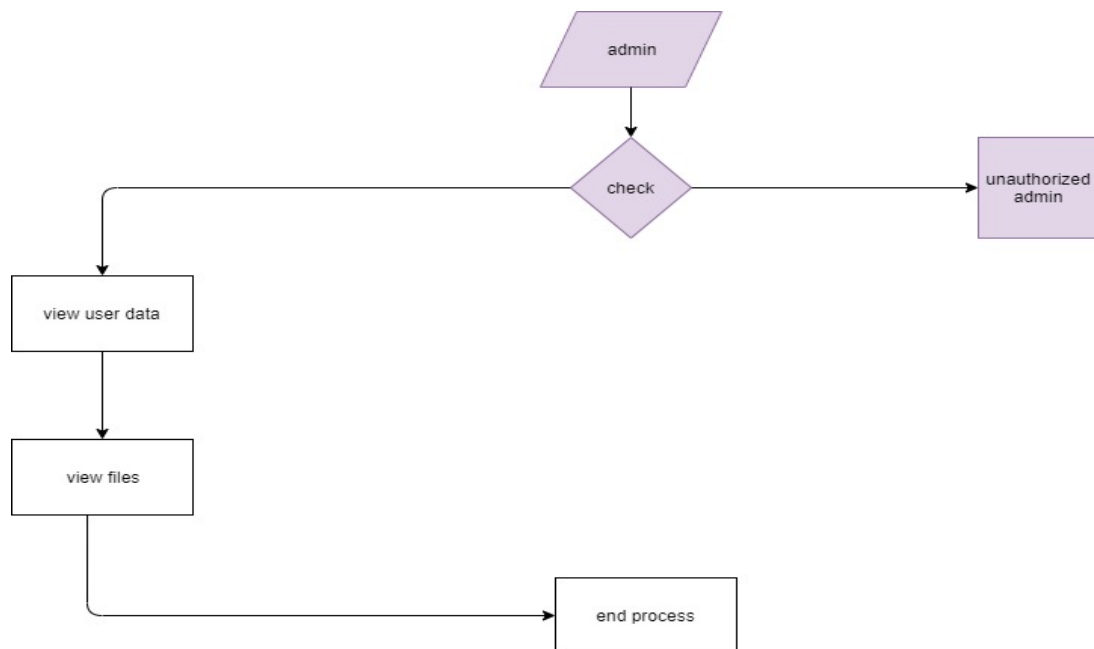 admin
check
unauthorized
admin
view user data
view files
end process